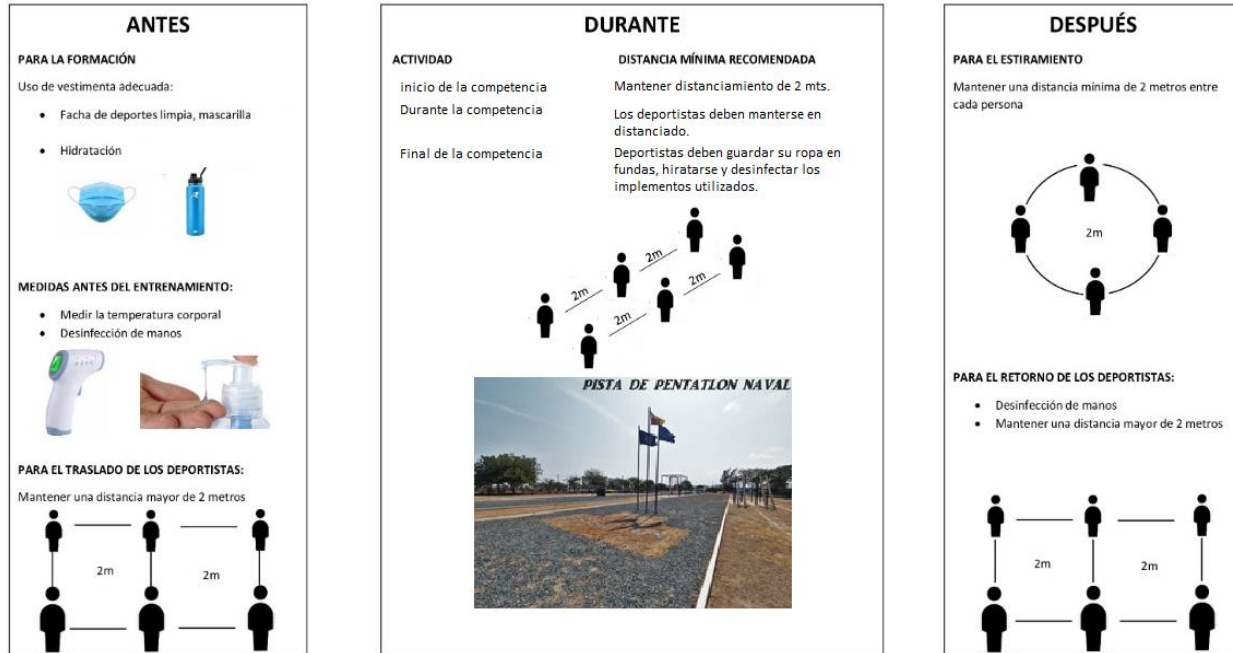 ANTES
PARA LA FORMACIÓN
Uso de vestimenta adecuada:
• Facha de deportes limpia, mascarilla
• Hidratación
MEDIDAS ANTES DEL ENTRENAMIENTO:
• Medir la temperatura corporal
• Desinfección de manos
PARA EL TRASLADO DE LOS DEPORTISTAS:
Mantener una distancia mayor de 2 metros
2m
2m
DURANTE
ACTIVIDAD DISTANCIA MÍNIMA RECOMENDADA
inicio de la competencia Mantener distanciamiento de 2 mts.
Durante la competencia Los deportistas deben manterse en
distanciado.
Final de la competencia Deportistas deben guardar su ropa en
fundas, hiratarse y desinfectar los
implementos utilizados.
2m
2m
2m
2m
PISTA DE PENTATLON NAVAL
DESPUÉS
PARA EL ESTIRAMIENTO
Mantener una distancia mínima de 2 metros entre
cada persona
2m
PARA EL RETORNO DE LOS DEPORTISTAS:
• Desinfección de manos
• Mantener una distancia mayor de 2 metros
2m
2m